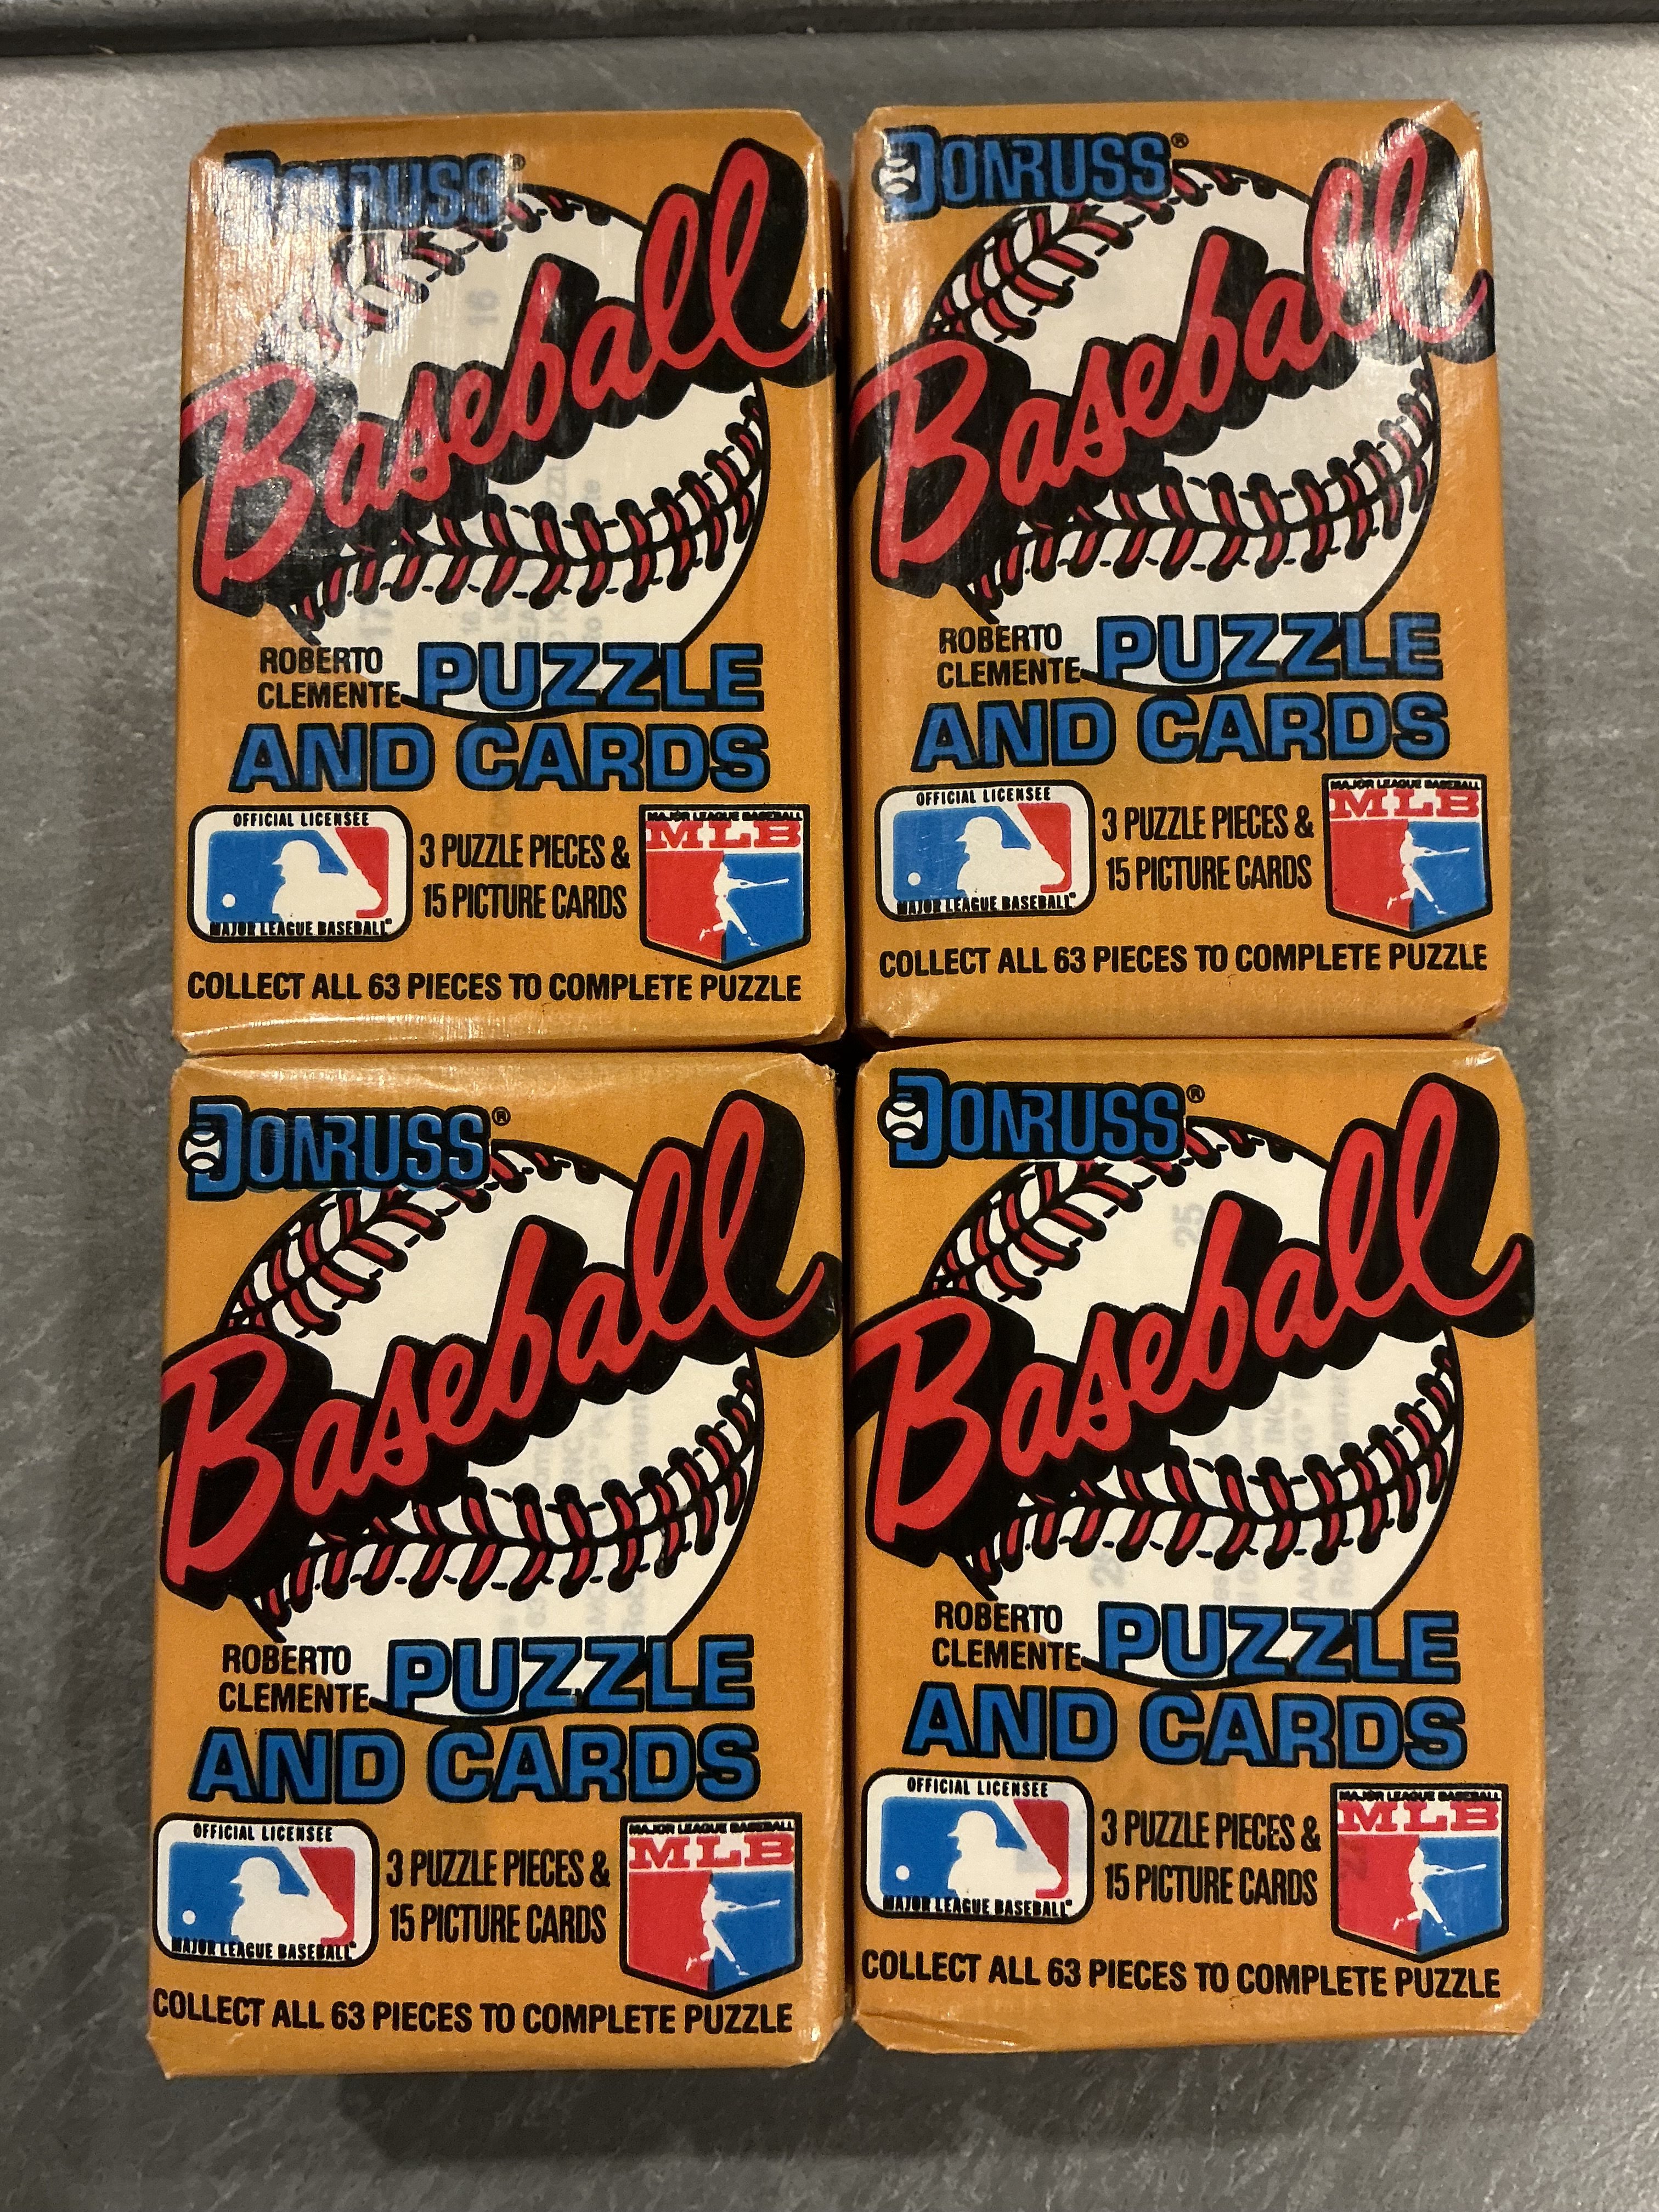 DONRUSS®
Baseball
ROBERTO
CLEMENTE
PUZZLE
AND CARDS
OFFICIAL LICENSEE
MAJOR LEAGUE BASEBALL
3 PUZZLE PIECES &
15 PICTURE CARDS
MAJOR LEAGUE BASEBALL
MLB
COLLECT ALL 63 PIECES TO COMPLETE PUZZLE
DONRUSS®
Baseball
ROBERTO
CLEMENTE
PUZZLE
AND CARDS
OFFICIAL LICENSEE
MAJOR LEAGUE BASEBALL
3 PUZZLE PIECES &
15 PICTURE CARDS
MAJOR LEAGUE BASEBALL
MLB
COLLECT ALL 63 PIECES TO COMPLETE PUZZLE
DONRUSS®
Baseball
ROBERTO
CLEMENTE
PUZZLE
AND CARDS
OFFICIAL LICENSEE
MAJOR LEAGUE BASEBALL
3 PUZZLE PIECES &
15 PICTURE CARDS
MAJOR LEAGUE BASEBALL
MLB
COLLECT ALL 63 PIECES TO COMPLETE PUZZLE
DONRUSS®
25
Baseball
ROBERTO
CLEMENTE
PUZZLE
AND CARDS
OFFICIAL LICENSEE
MAJOR LEAGUE BASEBALL
3 PUZZLE PIECES &
15 PICTURE CARDS
MAJOR LEAGUE BASEBALL
MLB
COLLECT ALL 63 PIECES TO COMPLETE PUZZLE